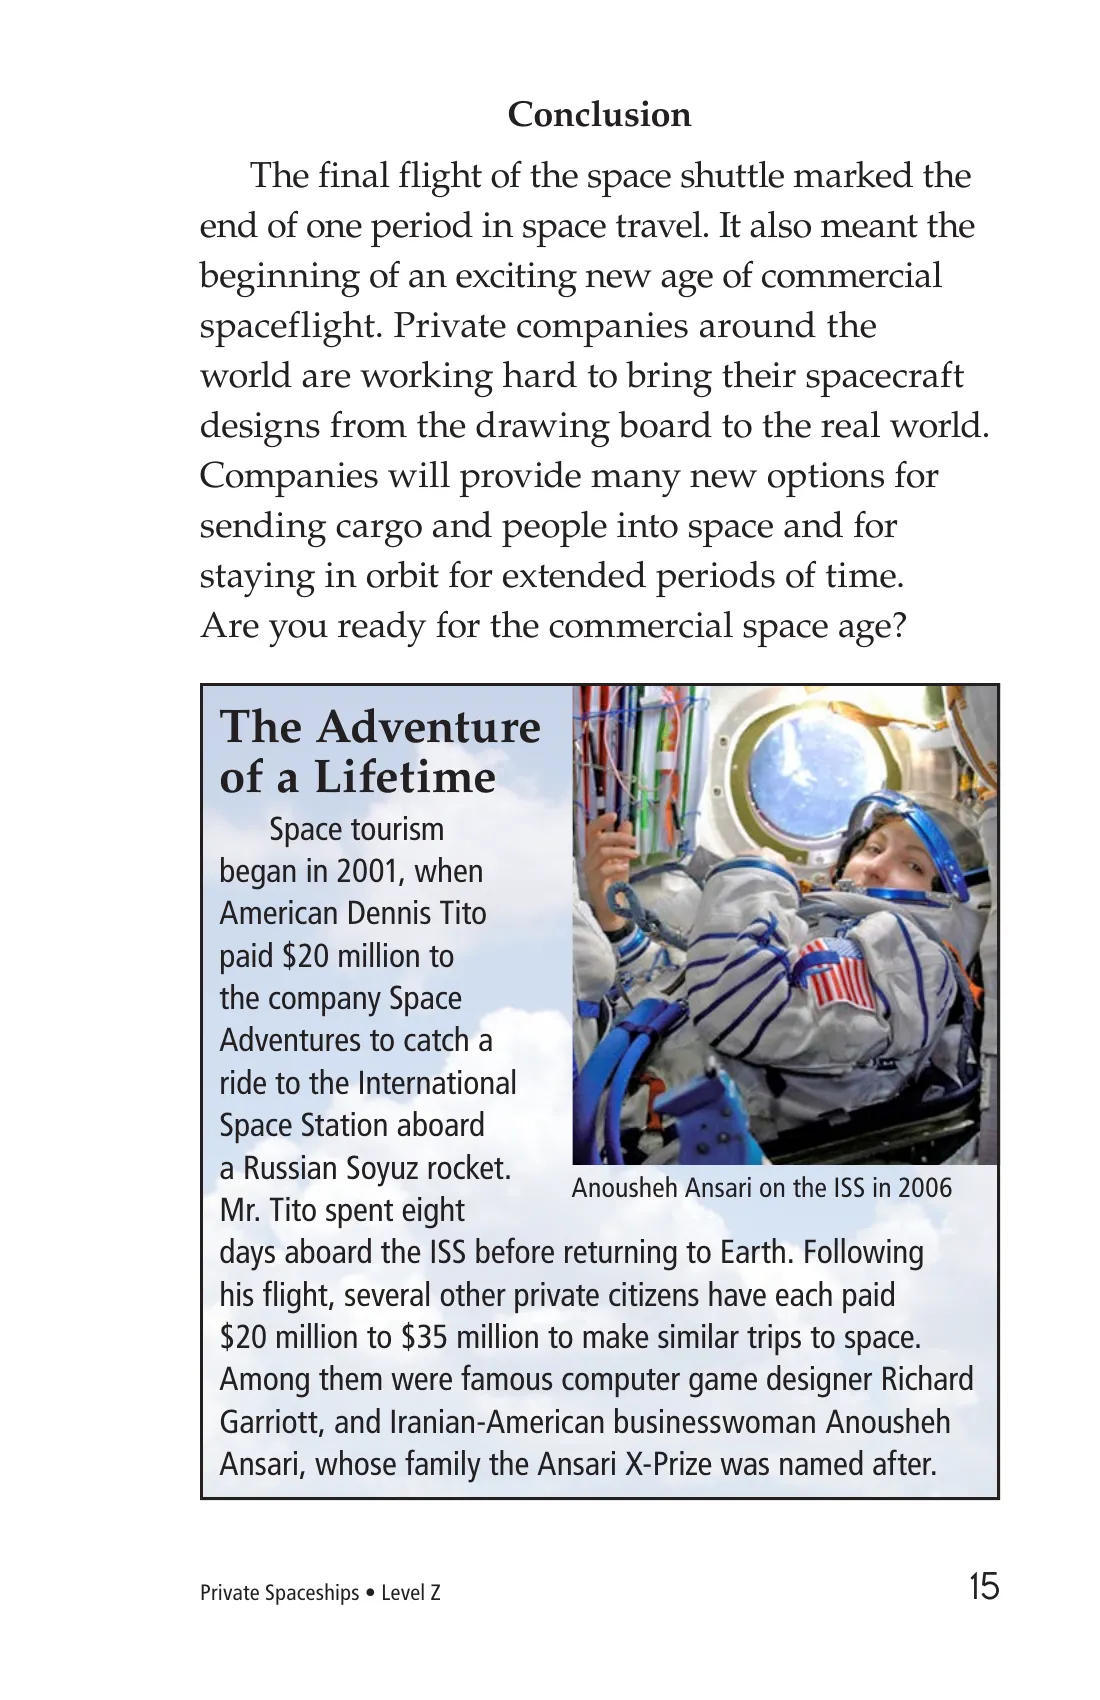 Conclusion
The final flight of the space shuttle marked the
end of one period in space travel. It also meant the
beginning of an exciting new age of commercial
spaceflight. Private companies around the
world are working hard to bring their spacecraft
designs from the drawing board to the real world.
Companies will provide many new options for
sending cargo and people into space and for
staying in orbit for extended periods of time.
Are you ready for the commercial space age?
The Adventure
of a Lifetime
Space tourism
began in 2001, when
American Dennis Tito
paid $20 million to
the company Space
Adventures to catch a
ride to the International
Space Station aboard
a Russian Soyuz rocket.
Mr. Tito spent eight
days aboard the ISS before returning to Earth. Following
his flight, several other private citizens have each paid
$20 million to $35 million to make similar trips to space.
Among them were famous computer game designer Richard
Garriott, and Iranian-American businesswoman Anousheh
Ansari, whose family the Ansari X-Prize was named after.
Anousheh Ansari on the ISS in 2006
Private Spaceships • Level Z
15